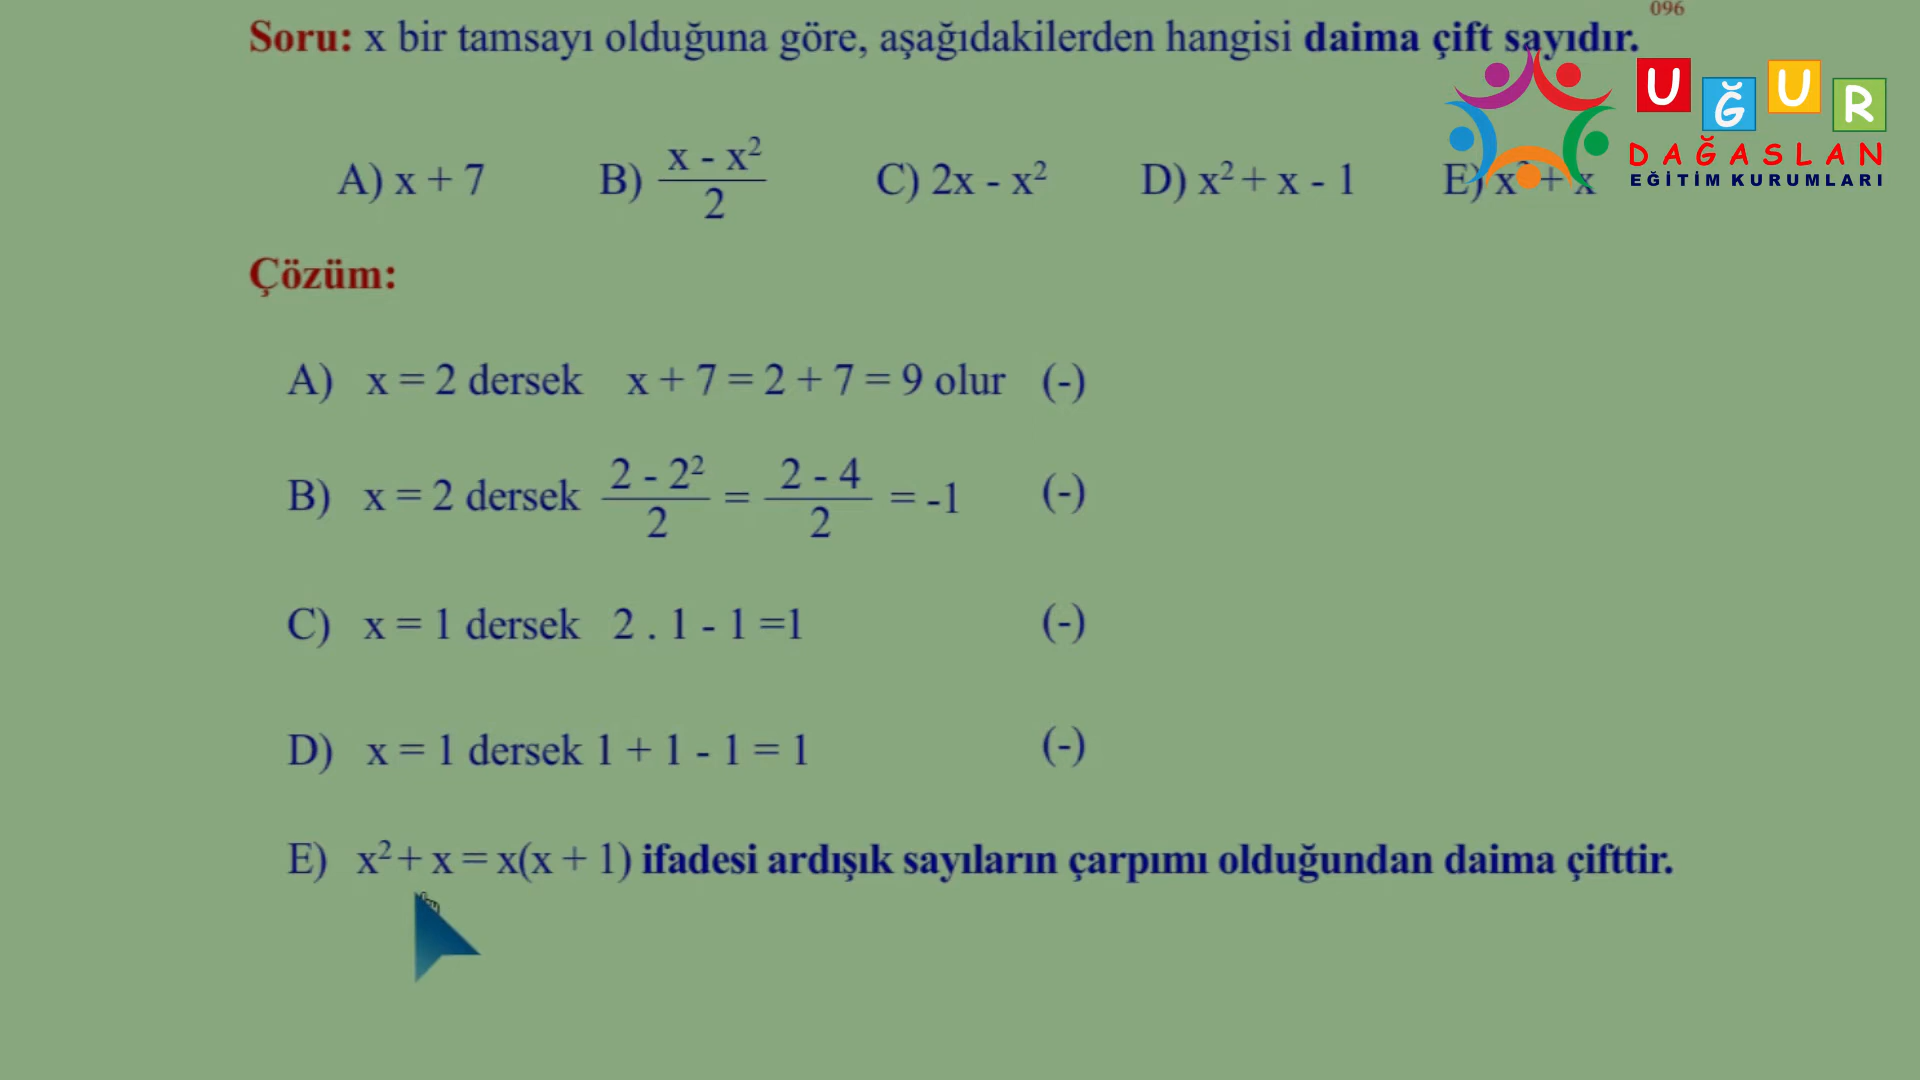 096
Soru: x bir tamsayı olduğuna göre, aşağıdakilerden hangisi daima çift sayıdır.
UĞUR
DAĞASLAN
EĞİTİM KURUMLARI
A) x + 7 B) x - x² / 2 C) 2x - x² D) x² + x - 1 E) x² + x
Çözüm:
A) x = 2 dersek x + 7 = 2 + 7 = 9 olur (-)
B) x = 2 dersek 2 - 2² / 2 = 2 - 4 / 2 = -1 (-)
C) x = 1 dersek 2 . 1 - 1 =1 (-)
D) x = 1 dersek 1 + 1 - 1 = 1 (-)
E) x² + x = x(x + 1) ifadesi ardışık sayıların çarpımı olduğundan daima çifttir.